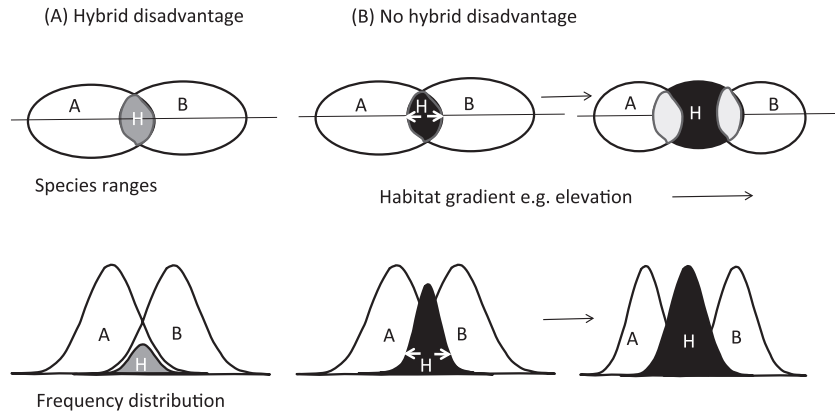 (A) Hybrid disadvantage
(B) No hybrid disadvantage
A H B
A H B
A H B
Species ranges
Habitat gradient e.g. elevation
A H B
A H B
A H B
Frequency distribution